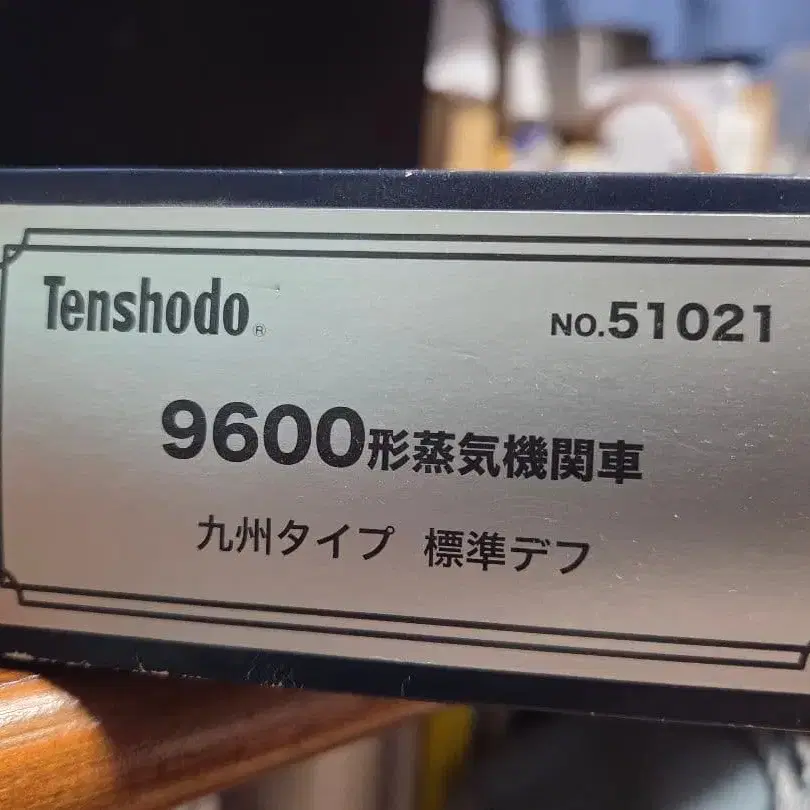 Tenshodo®
NO.51021
9600形蒸気機関車
九州タイプ 標準デフ